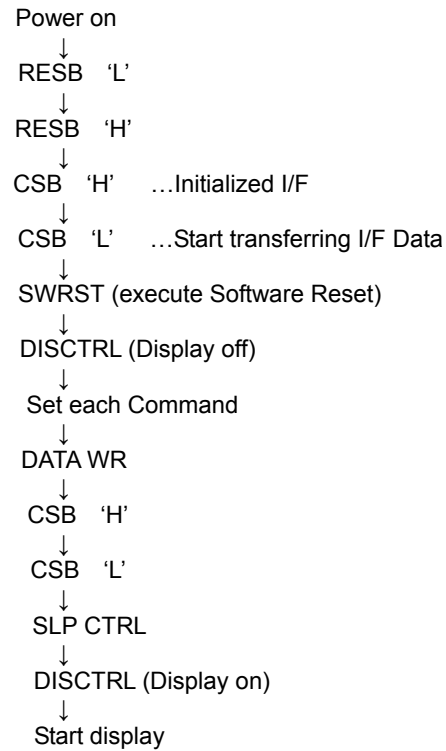 Power on
↓
RESB ‘L’
↓
RESB ‘H’
↓
CSB ‘H’ …Initialized I/F
↓
CSB ‘L’ …Start transferring I/F Data
↓
SWRST (execute Software Reset)
↓
DISCTRL (Display off)
↓
Set each Command
↓
DATA WR
↓
CSB ‘H’
↓
CSB ‘L’
↓
SLP CTRL
↓
DISCTRL (Display on)
↓
Start display